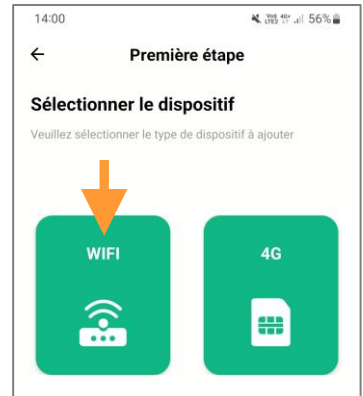 14:00 56%
Première étape
Sélectionner le dispositif
Veuillez sélectionner le type de dispositif à ajouter
WIFI 4G